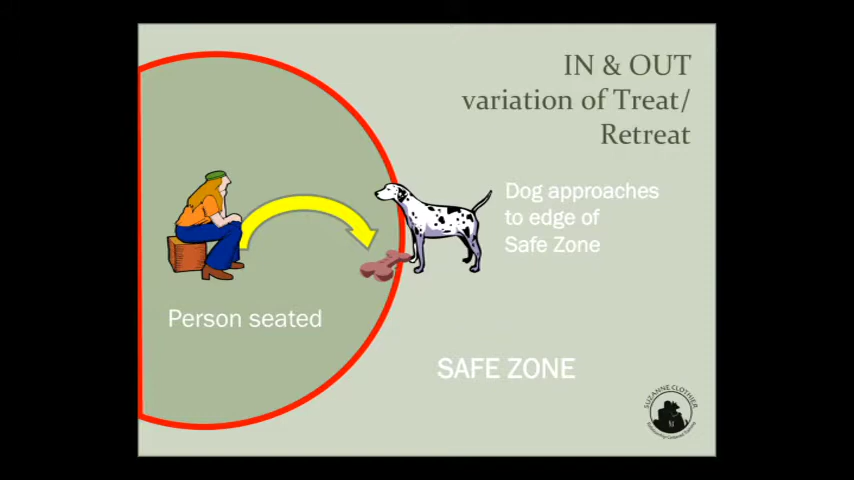 IN & OUT
variation of Treat/
Retreat
Dog approaches
to edge of
Safe Zone
Person seated
SAFE ZONE
SUZANNE CLOTHIER